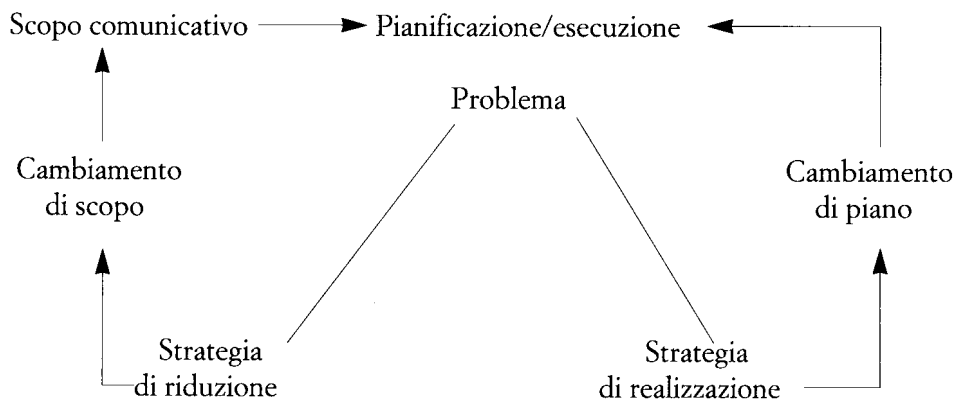 Scopo comunicativo
Pianificazione/esecuzione
Problema
Cambiamento
di scopo
Cambiamento
di piano
Strategia
di riduzione
Strategia
di realizzazione